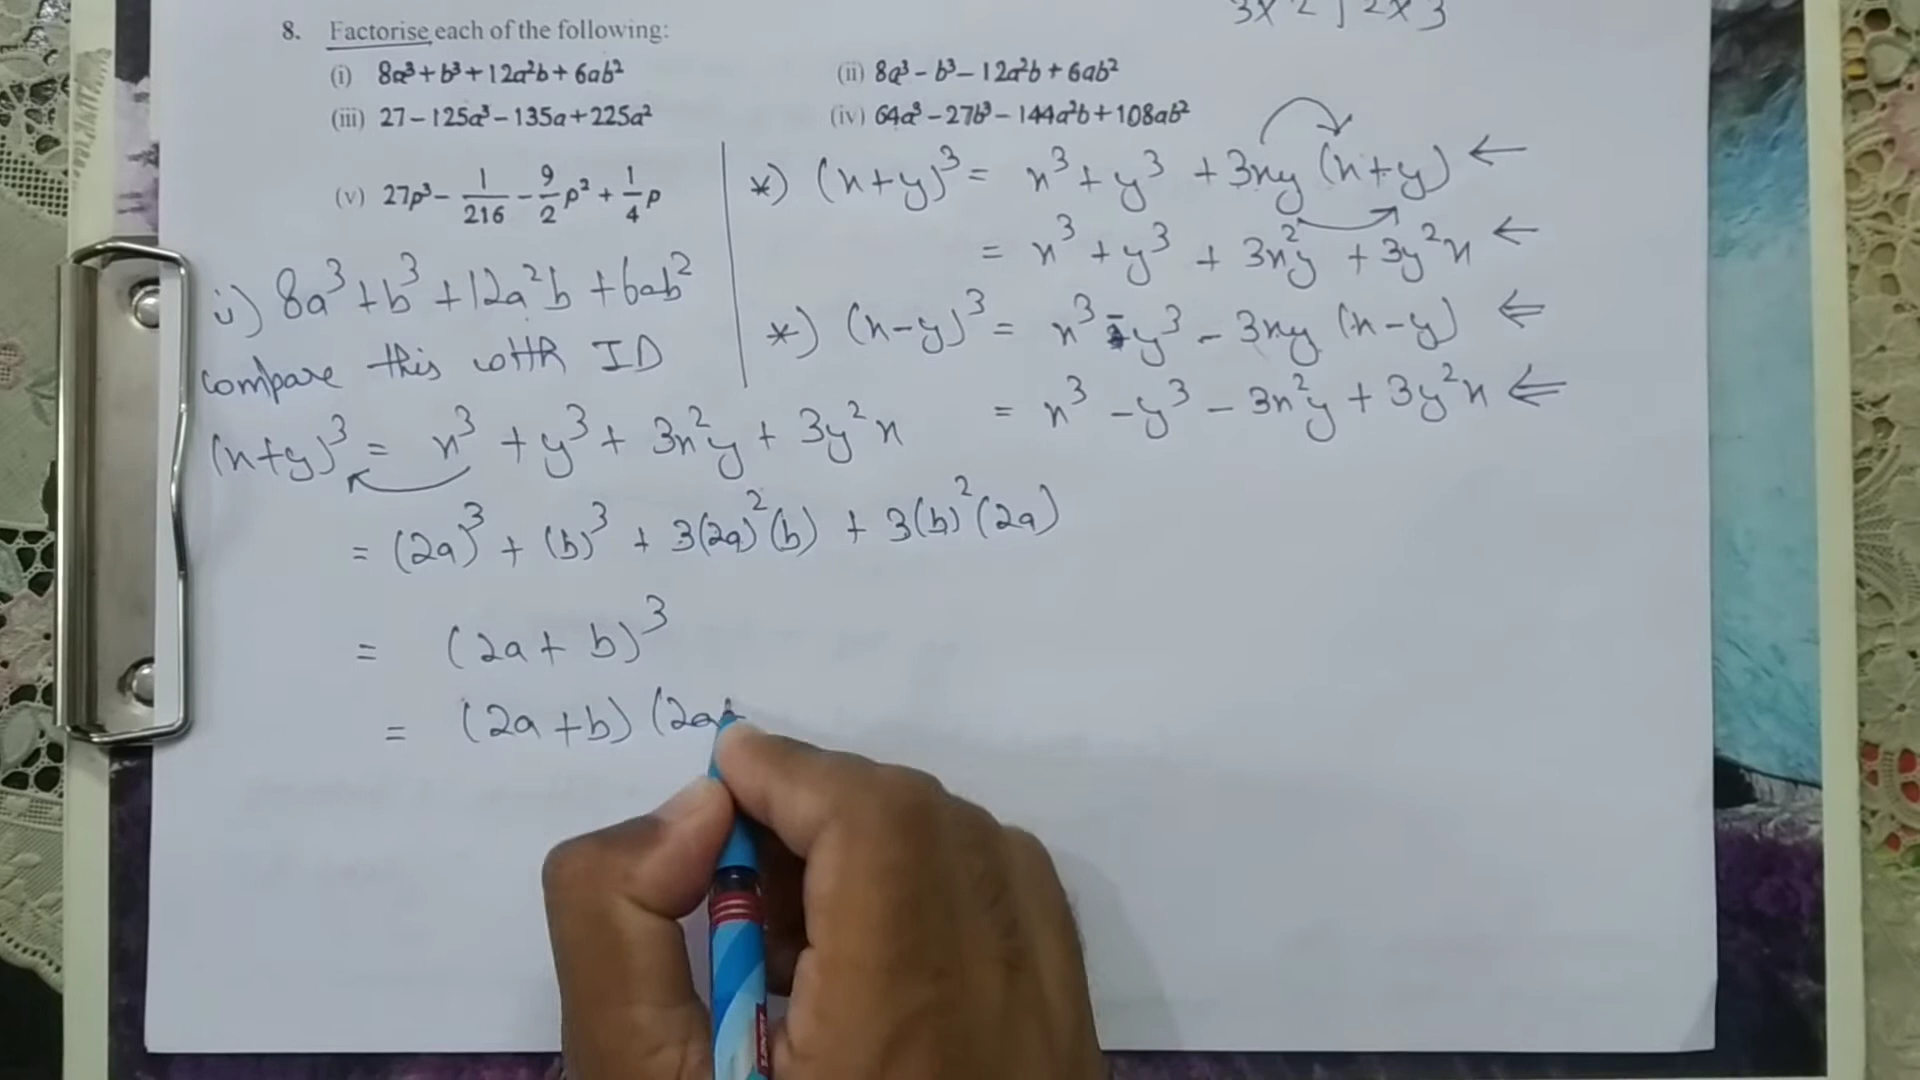 3x2 | 2x3
8. Factorise each of the following:
(i) 8a³ + b³ + 12a²b + 6ab² (ii) 8a³ – b³ – 12a²b + 6ab²
(iii) 27 – 125a³ – 135a + 225a² (iv) 64a³ – 27b³ – 144a²b + 108ab²
(v) 27p³ – 1/216 – 9/2 p² + 1/4 p
*) (x+y)³ = x³ + y³ + 3xy (x+y) ←
= x³ + y³ + 3x²y + 3y²x ←
*) (x-y)³ = x³ - y³ - 3xy (x-y) ⇐
= x³ - y³ - 3x²y + 3y²x ⇐
i) 8a³ + b³ + 12a²b + 6ab²
compare this with ID
(x+y)³ = x³ + y³ + 3x²y + 3y²x
= (2a)³ + (b)³ + 3(2a)²(b) + 3(b)²(2a)
= (2a + b)³
= (2a + b) (2a+